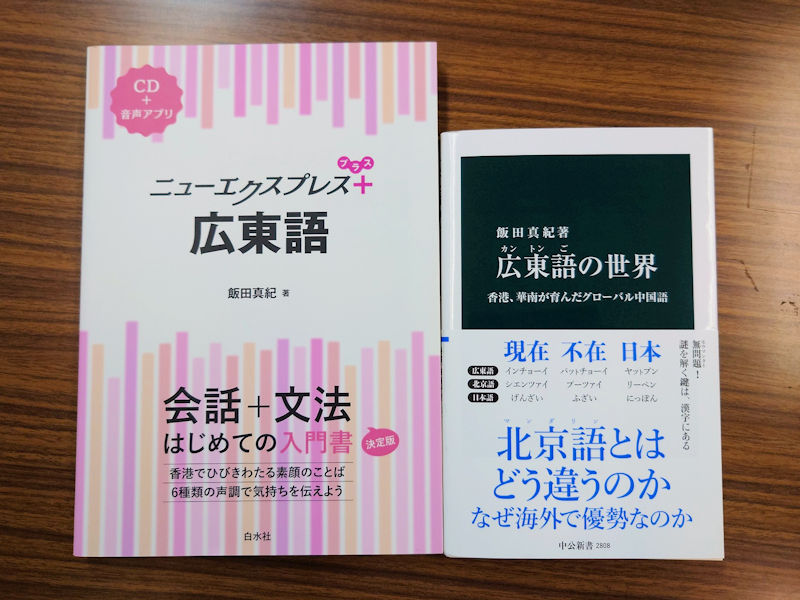 CD
+
音声アプリ
プラス
ニューエクスプレス+
広東語
飯田真紀 著
会話+文法
はじめての入門書
決定版
香港でひびきわたる素顔のことば
6種類の声調で気持ちを伝えよう
白水社
飯田真紀著
カントンご
広東語の世界
香港、華南が育んだグローバル中国語
現在 不在 日本
広東語 インチョーイ パットチョーイ ヤットプン
北京語 シエンツァイ プーツァイ リーペン
日本語 げんざい ふざい にっぽん
無問題!
謎を解く鍵は、漢字にある
マンダリン
北京語とは
どう違うのか
なぜ海外で優勢なのか
中公新書 2808